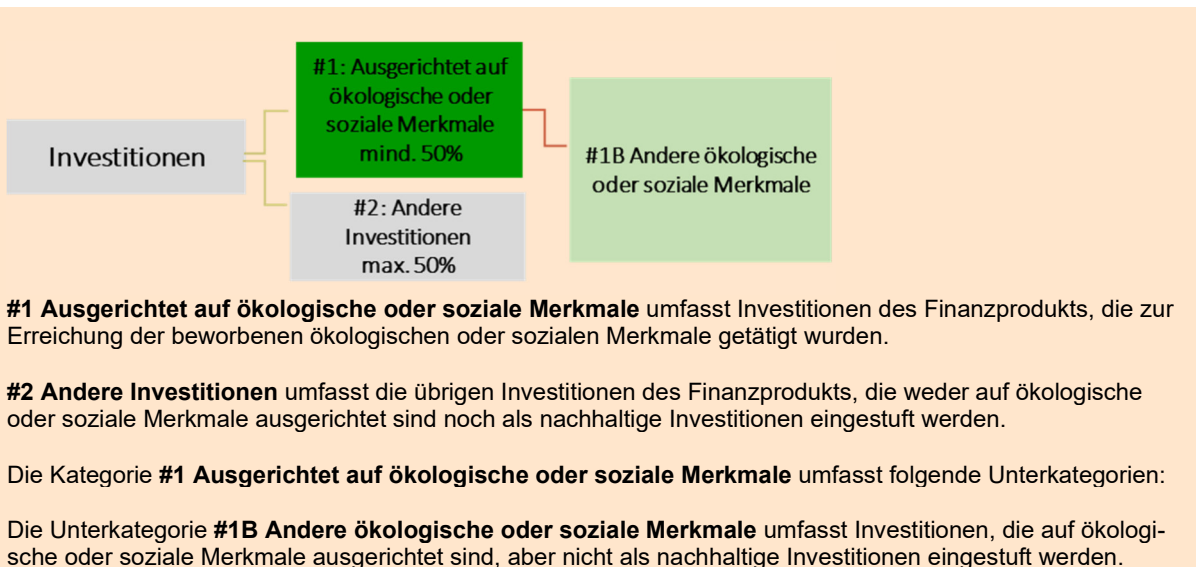 #1: Ausgerichtet auf
ökologische oder
soziale Merkmale
mind. 50%
Investitionen
#1B Andere ökologische
oder soziale Merkmale
#2: Andere
Investitionen
max. 50%
#1 Ausgerichtet auf ökologische oder soziale Merkmale umfasst Investitionen des Finanzprodukts, die zur
Erreichung der beworbenen ökologischen oder sozialen Merkmale getätigt wurden.
#2 Andere Investitionen umfasst die übrigen Investitionen des Finanzprodukts, die weder auf ökologische
oder soziale Merkmale ausgerichtet sind noch als nachhaltige Investitionen eingestuft werden.
Die Kategorie #1 Ausgerichtet auf ökologische oder soziale Merkmale umfasst folgende Unterkategorien:
Die Unterkategorie #1B Andere ökologische oder soziale Merkmale umfasst Investitionen, die auf ökologi-
sche oder soziale Merkmale ausgerichtet sind, aber nicht als nachhaltige Investitionen eingestuft werden.